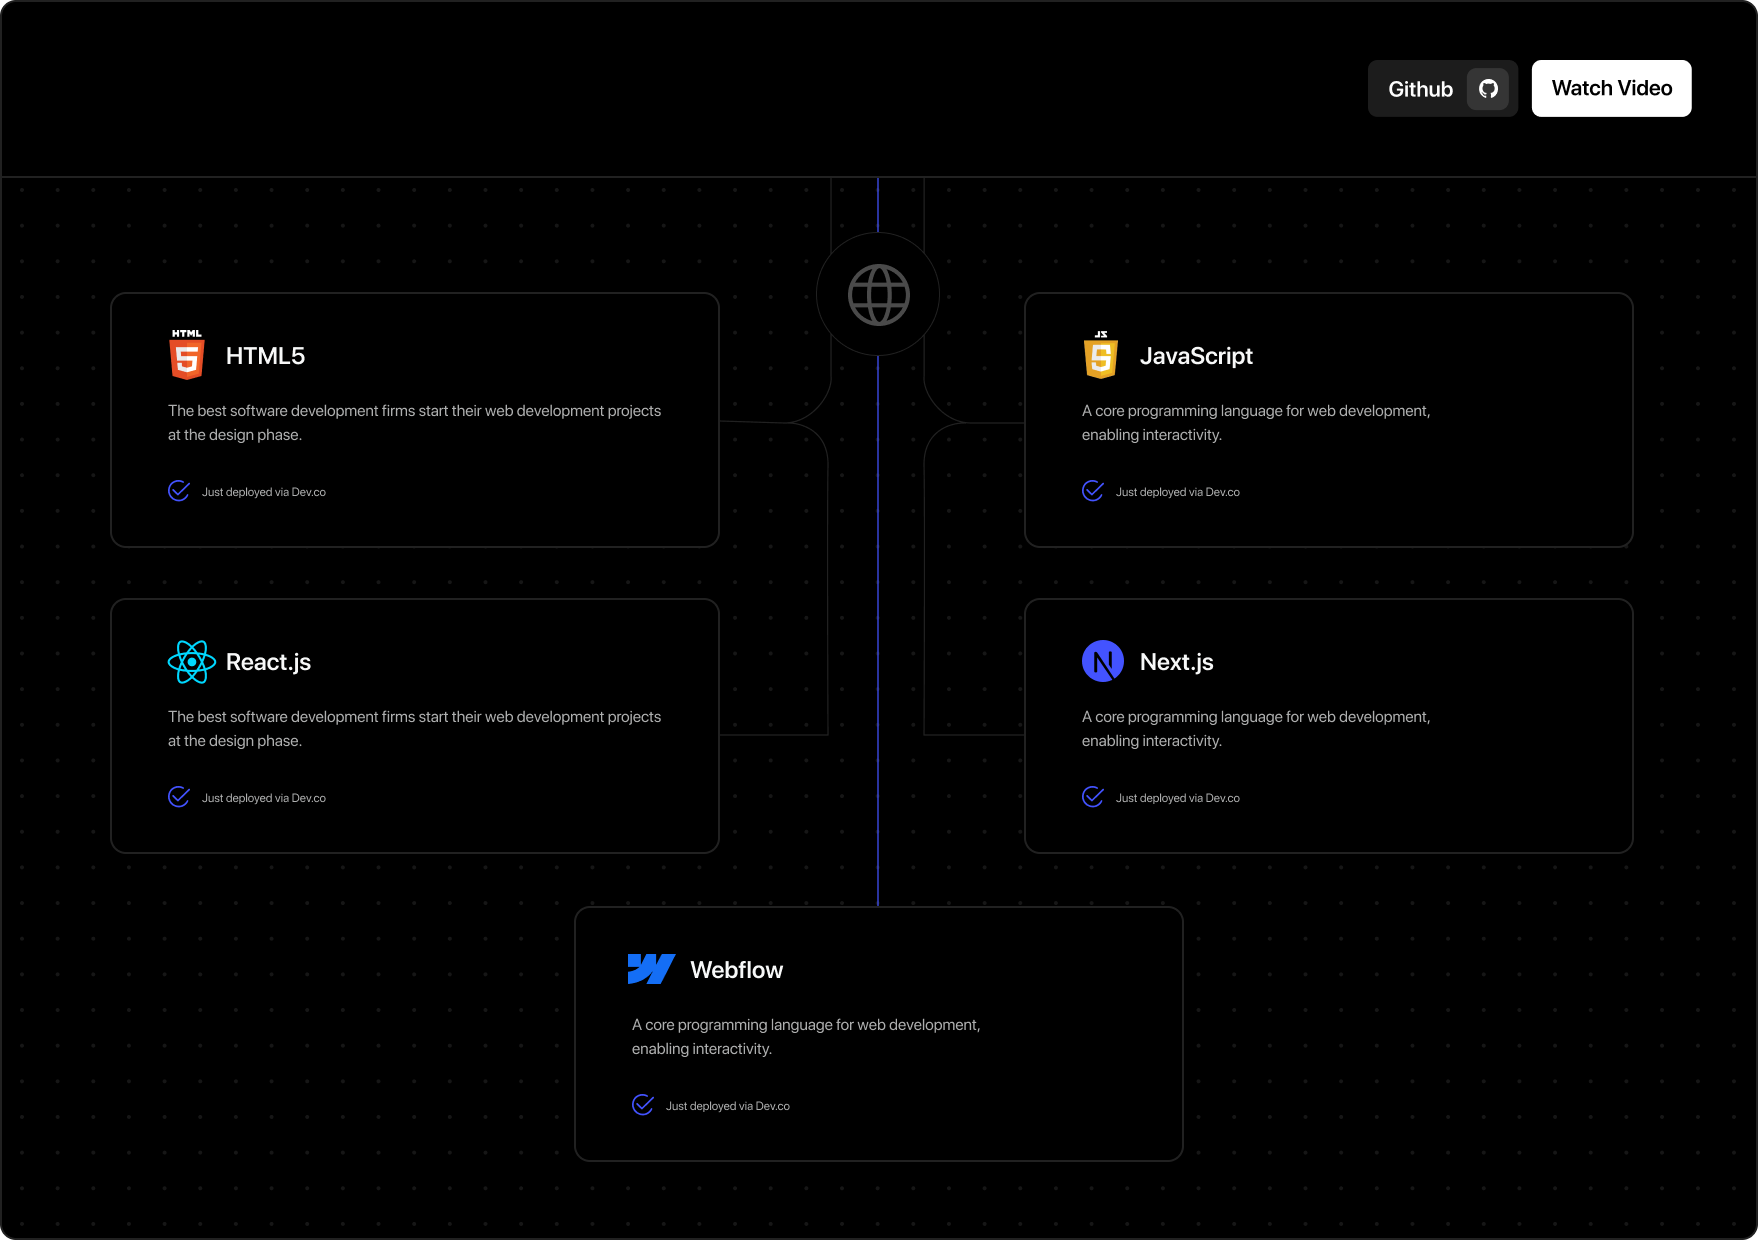 Github
Watch Video
HTML
5
HTML5
The best software development firms start their web development projects
at the design phase.
Just deployed via Dev.co
JS
5
JavaScript
A core programming language for web development,
enabling interactivity.
Just deployed via Dev.co
React.js
The best software development firms start their web development projects
at the design phase.
Just deployed via Dev.co
N
Next.js
A core programming language for web development,
enabling interactivity.
Just deployed via Dev.co
Webflow
A core programming language for web development,
enabling interactivity.
Just deployed via Dev.co